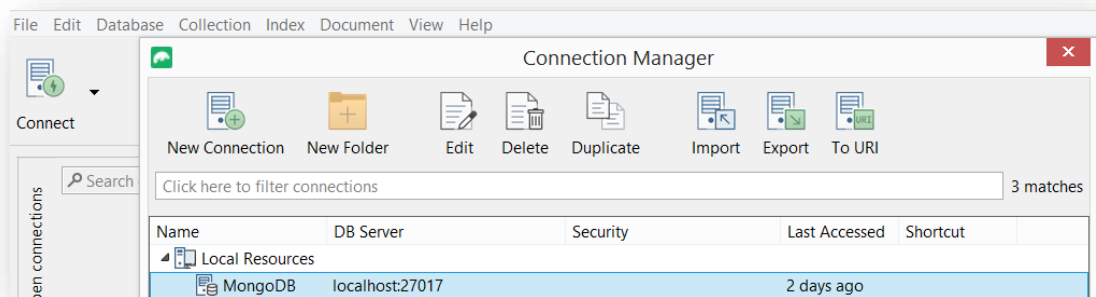 File Edit Database Collection Index Document View Help
Connection Manager
Connect
New Connection New Folder Edit Delete Duplicate Import Export To URI
URI
Search
Click here to filter connections 3 matches
connections
Name DB Server Security Last Accessed Shortcut
Local Resources
MongoDB localhost:27017 2 days ago